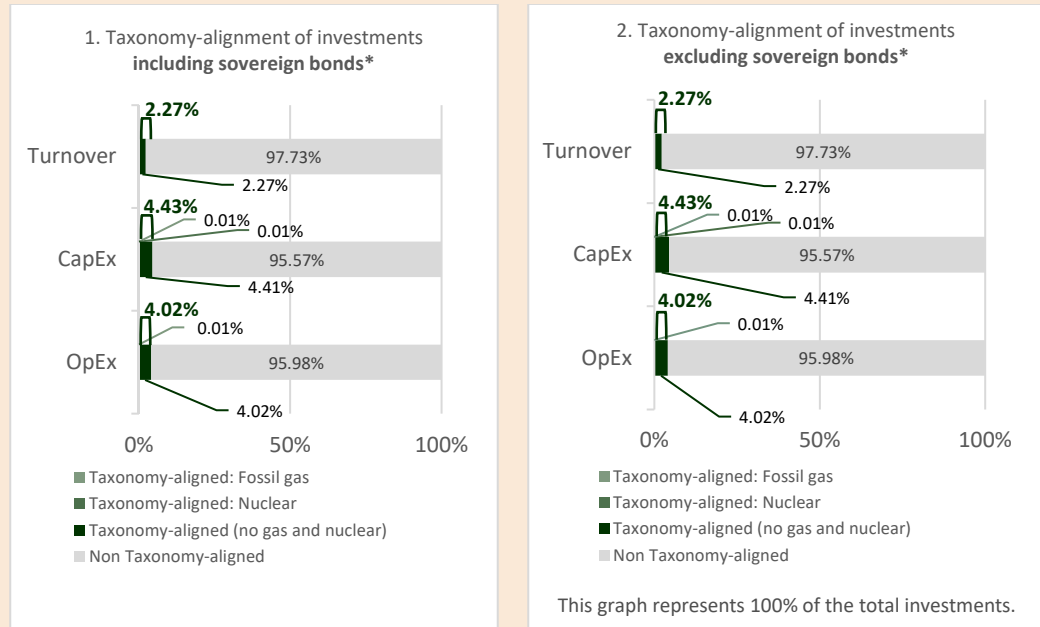 1. Taxonomy-alignment of investments
including sovereign bonds*
2.27%
Turnover
97.73%
2.27%
4.43%
0.01%
0.01%
CapEx
95.57%
4.41%
4.02%
0.01%
OpEx
95.98%
4.02%
0%
50%
100%
Taxonomy-aligned: Fossil gas
Taxonomy-aligned: Nuclear
Taxonomy-aligned (no gas and nuclear)
Non Taxonomy-aligned
2. Taxonomy-alignment of investments
excluding sovereign bonds*
2.27%
Turnover
97.73%
2.27%
4.43%
0.01%
0.01%
CapEx
95.57%
4.41%
4.02%
0.01%
OpEx
95.98%
4.02%
0%
50%
100%
Taxonomy-aligned: Fossil gas
Taxonomy-aligned: Nuclear
Taxonomy-aligned (no gas and nuclear)
Non Taxonomy-aligned
This graph represents 100% of the total investments.